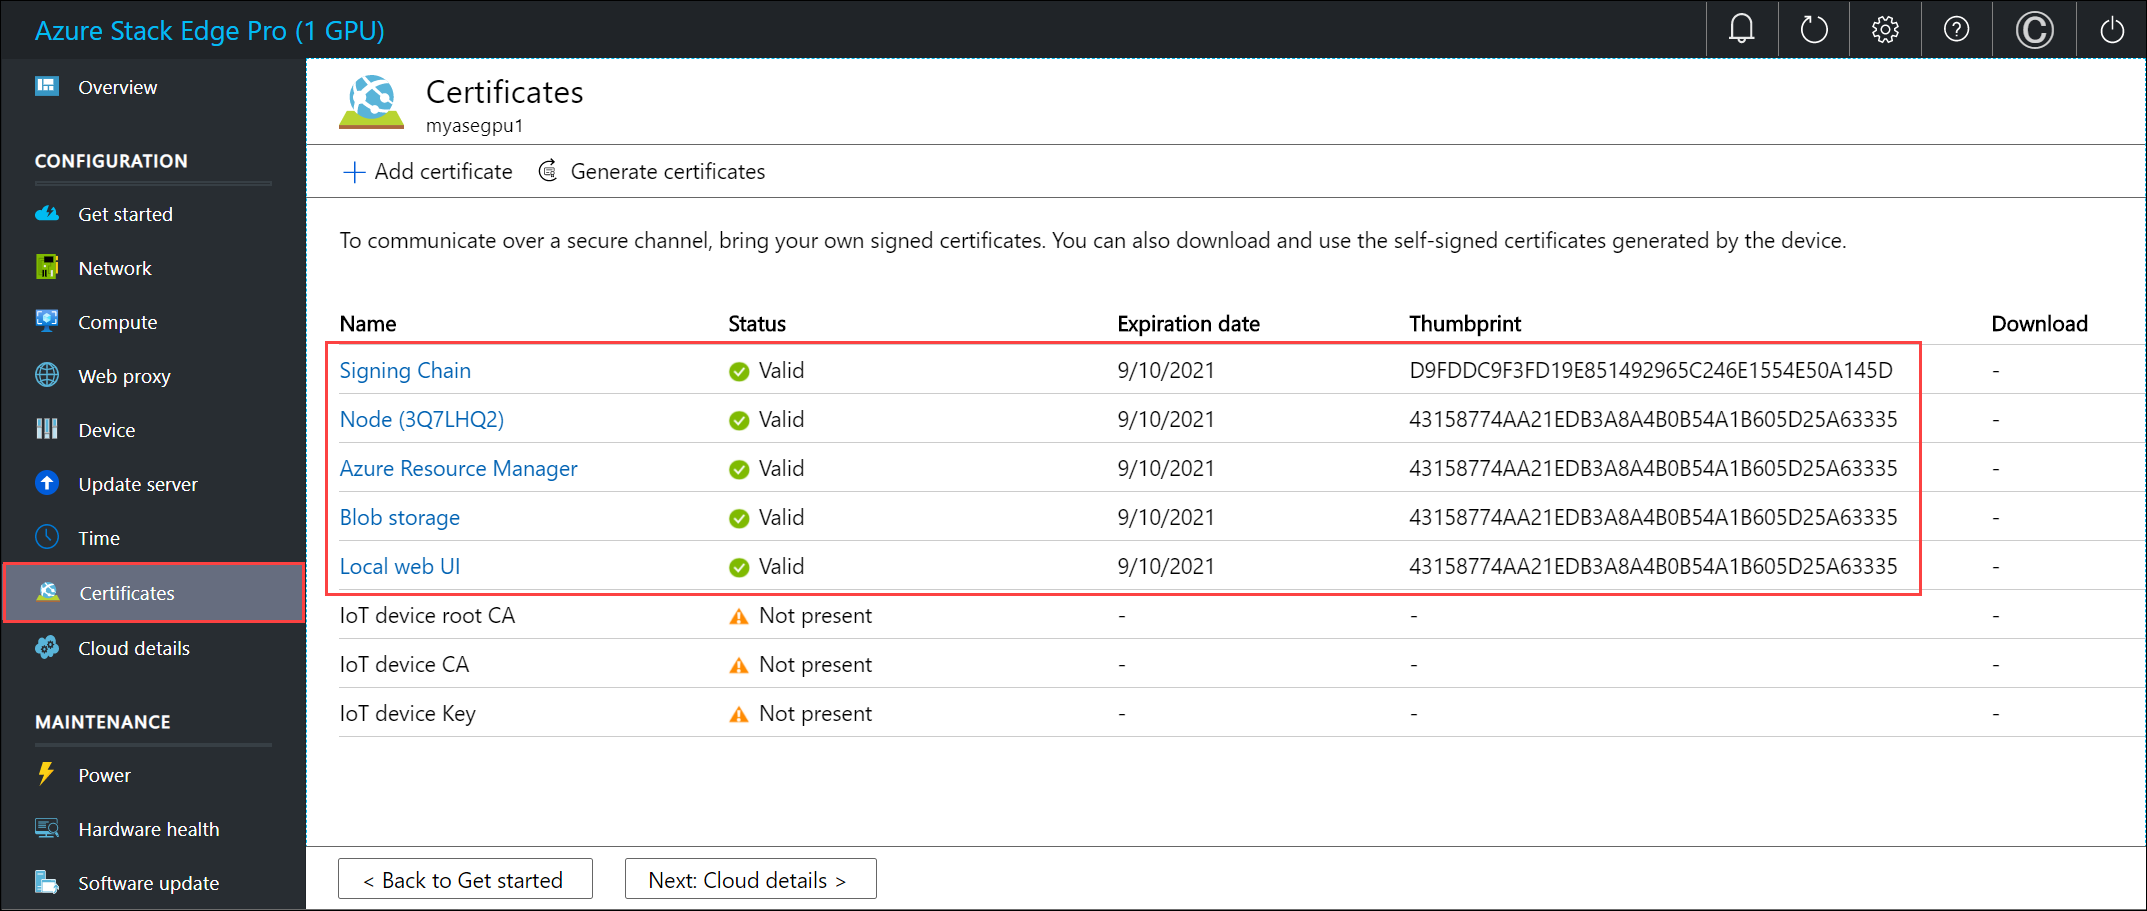 Azure Stack Edge Pro (1 GPU)
Overview
CONFIGURATION
Get started
Network
Compute
Web proxy
Device
Update server
Time
Certificates
Cloud details
MAINTENANCE
Power
Hardware health
Software update
Certificates
myasegpu1
Add certificate Generate certificates
To communicate over a secure channel, bring your own signed certificates. You can also download and use the self-signed certificates generated by the device.
Name Status Expiration date Thumbprint Download
Signing Chain Valid 9/10/2021 D9FDDC9F3FD19E851492965C246E1554E50A145D -
Node (3Q7LHQ2) Valid 9/10/2021 43158774AA21EDB3A8A4B0B54A1B605D25A63335 -
Azure Resource Manager Valid 9/10/2021 43158774AA21EDB3A8A4B0B54A1B605D25A63335 -
Blob storage Valid 9/10/2021 43158774AA21EDB3A8A4B0B54A1B605D25A63335 -
Local web UI Valid 9/10/2021 43158774AA21EDB3A8A4B0B54A1B605D25A63335 -
IoT device root CA Not present - - -
IoT device CA Not present - - -
IoT device Key Not present - - -
< Back to Get started Next: Cloud details >